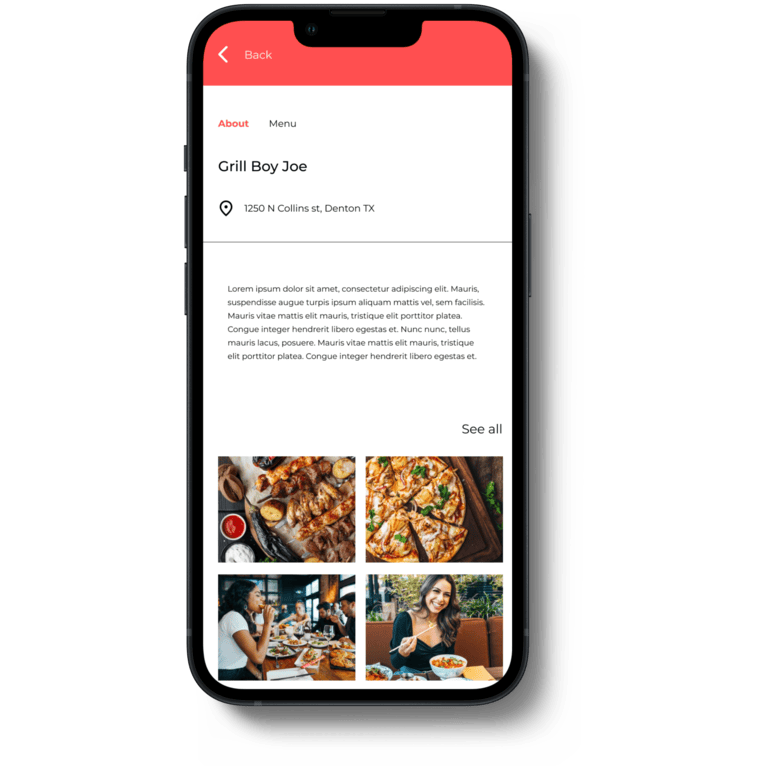 Back
About Menu
Grill Boy Joe
1250 N Collins st, Denton TX
Lorem ipsum dolor sit amet, consectetur adipiscing elit. Mauris,
suspendisse augue turpis ipsum aliquam mattis vel, sem facilisis.
Mauris vitae mattis elit mauris, tristique elit porttitor platea.
Congue integer hendrerit libero egestas et. Nunc nunc, tellus
mauris lacus, posuere. Mauris vitae mattis elit mauris, tristique
elit porttitor platea. Congue integer hendrerit libero egestas et.
See all